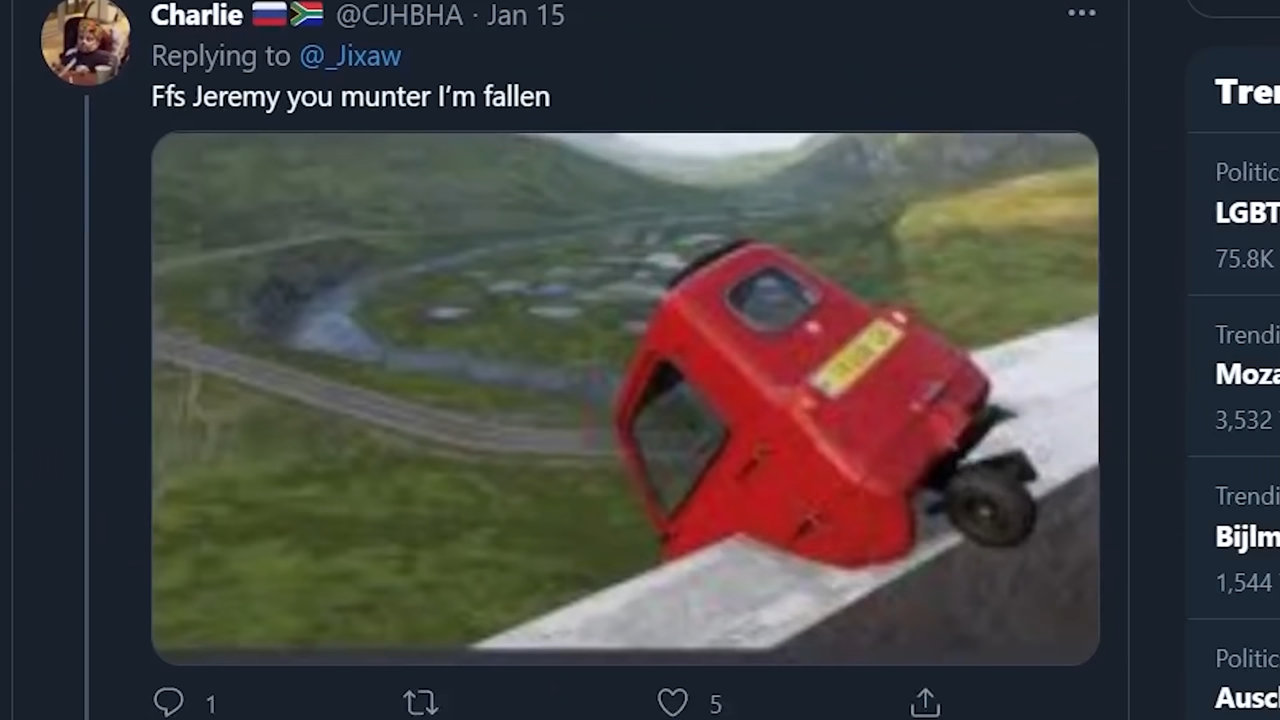 Charlie 🇷🇺🇿🇦 @CJHBHA · Jan 15
Replying to @_Jixaw
Ffs Jeremy you munter I’m fallen
1
5
Tre
Politic
LGBT
75.8K
Trendi
Moza
3,532
Trendi
Bijlm
1,544
Politic
Ausc